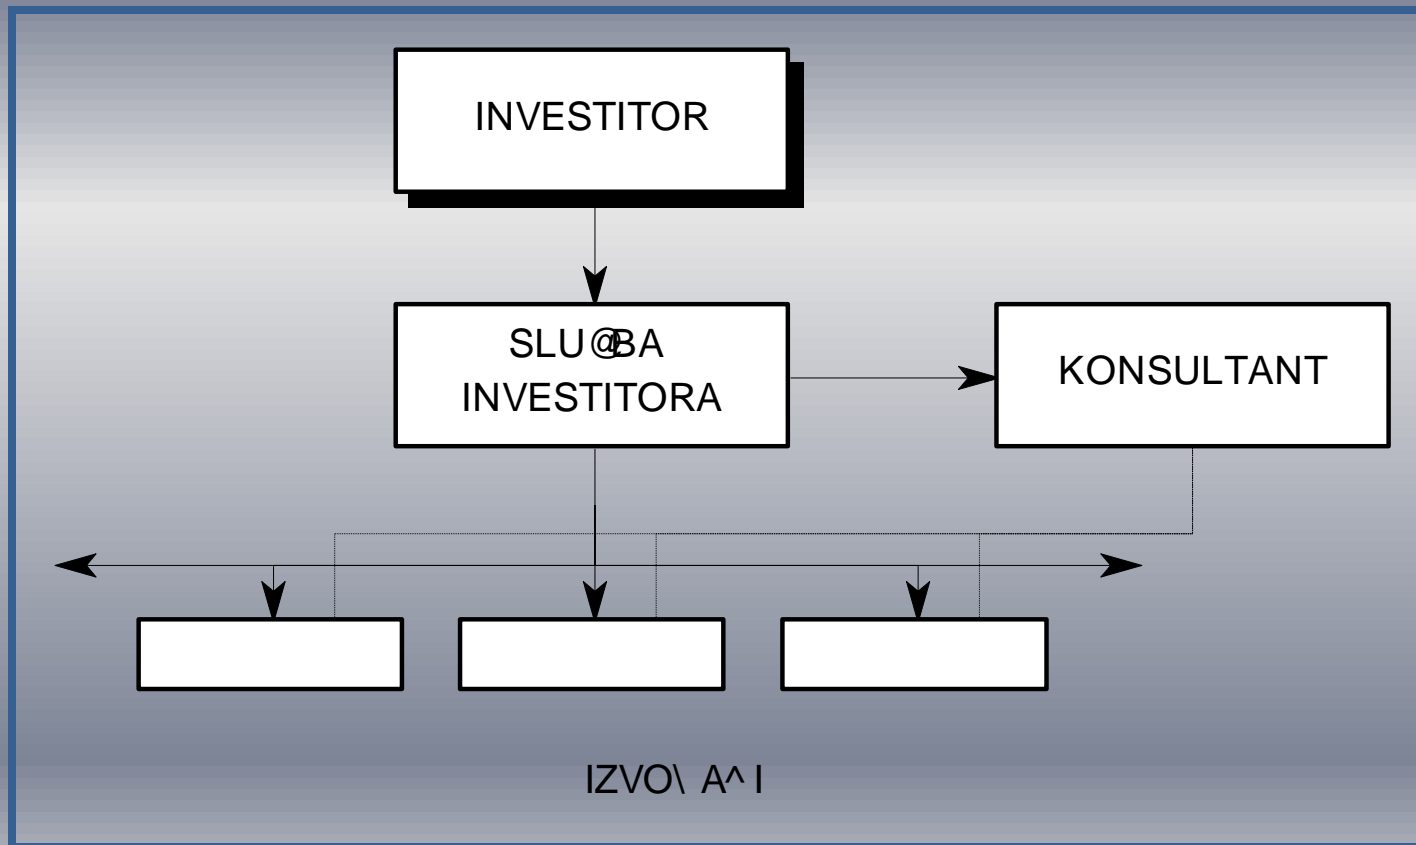 INVESTITOR
SLU@BA
INVESTITORA
KONSULTANT
IZVO\ A^ I